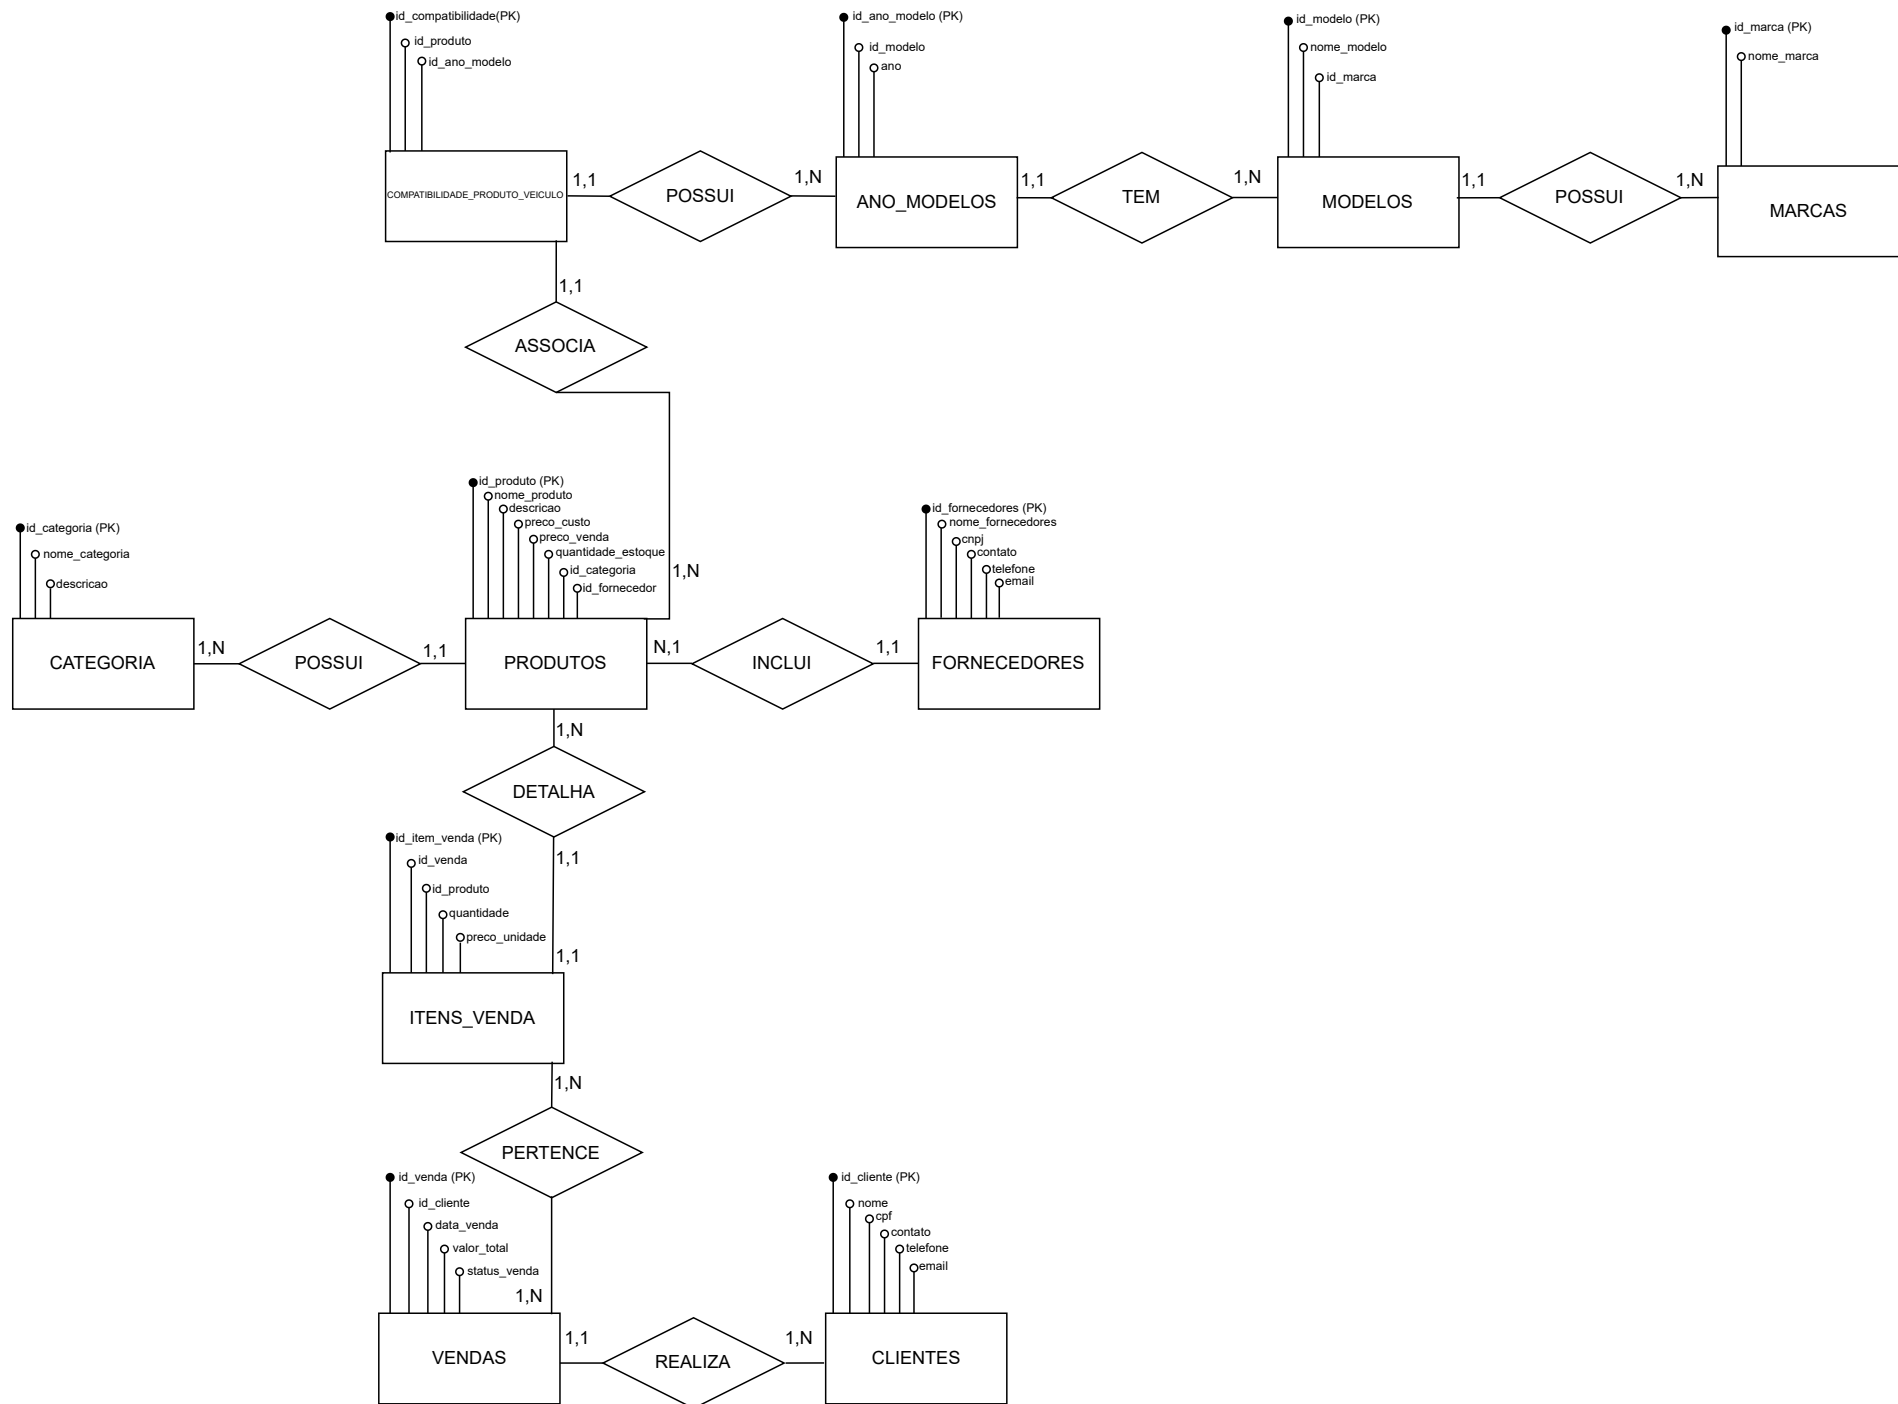 id_compatibilidade(PK)
id_produto
id_ano_modelo
COMPATIBILIDADE_PRODUTO_VEICULO
1,1
POSSUI
1,N
id_ano_modelo (PK)
id_modelo
ano
ANO_MODELOS
1,1
TEM
1,N
id_modelo (PK)
nome_modelo
id_marca
MODELOS
1,1
POSSUI
1,N
id_marca (PK)
nome_marca
MARCAS
1,1
ASSOCIA
1,N
id_categoria (PK)
nome_categoria
descricao
CATEGORIA
1,N
POSSUI
1,1
id_produto (PK)
nome_produto
descricao
preco_custo
preco_venda
quantidade_estoque
id_categoria
id_fornecedor
PRODUTOS
N,1
INCLUI
1,1
id_fornecedores (PK)
nome_fornecedores
cnpj
contato
telefone
email
FORNECEDORES
1,N
DETALHA
1,1
id_item_venda (PK)
id_venda
id_produto
quantidade
preco_unidade
1,1
ITENS_VENDA
1,N
PERTENCE
id_venda (PK)
id_cliente
data_venda
valor_total
status_venda
1,N
VENDAS
1,1
REALIZA
1,N
id_cliente (PK)
nome
cpf
contato
telefone
email
CLIENTES